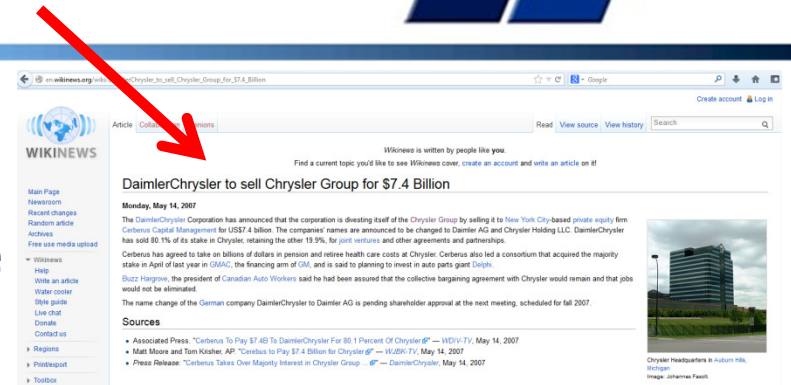 en.wikinews.org/wiki/DaimlerChrysler_to_sell_Chrysler_Group_for_$7.4_Billion
Google
Create account Log in
Article Collaboration Opinions Read View source View history Search
WIKINEWS
Wikinews is written by people like you.
Find a current topic you'd like to see Wikinews cover, create an account and write an article on it!
DaimlerChrysler to sell Chrysler Group for $7.4 Billion
Monday, May 14, 2007
The DaimlerChrysler Corporation has announced that the corporation is divesting itself of the Chrysler Group by selling it to New York City-based private equity firm
Cerberus Capital Management for US$7.4 billion. The companies' names are announced to be changed to Daimler AG and Chrysler Holding LLC. DaimlerChrysler
has sold 80.1% of its stake in Chrysler, retaining the other 19.9%, for joint ventures and other agreements and partnerships.
Cerberus has agreed to take on billions of dollars in pension and retiree health care costs at Chrysler. Cerberus also led a consortium that acquired the majority
stake in April of last year in GMAC, the financing arm of GM, and is said to planning to invest in auto parts giant Delphi.
Buzz Hargrove, the president of Canadian Auto Workers said he had been assured that the collective bargaining agreement with Chrysler would remain and that jobs
would not be eliminated.
The name change of the German company DaimlerChrysler to Daimler AG is pending shareholder approval at the next meeting, scheduled for fall 2007.
Sources
Associated Press. "Cerberus To Pay $7.4B To DaimlerChrysler For 80.1 Percent Of Chrysler" — WDIV-TV, May 14, 2007
Matt Moore and Tom Krisher, AP. "Cerebus to Pay $7.4 Billion for Chrysler" — WJBK-TV, May 14, 2007
Press Release: "Cerberus Takes Over Majority Interest in Chrysler Group ..." — DaimlerChrysler, May 14, 2007
Main Page
Newsroom
Recent changes
Random article
Archives
Free use media upload
Wikinews
Help
Write an article
Water cooler
Style guide
Live chat
Donate
Contact us
Regions
Print/export
Toolbox
Chrysler Headquarters in Auburn Hills,
Michigan
Image: Johannes Fasolt.